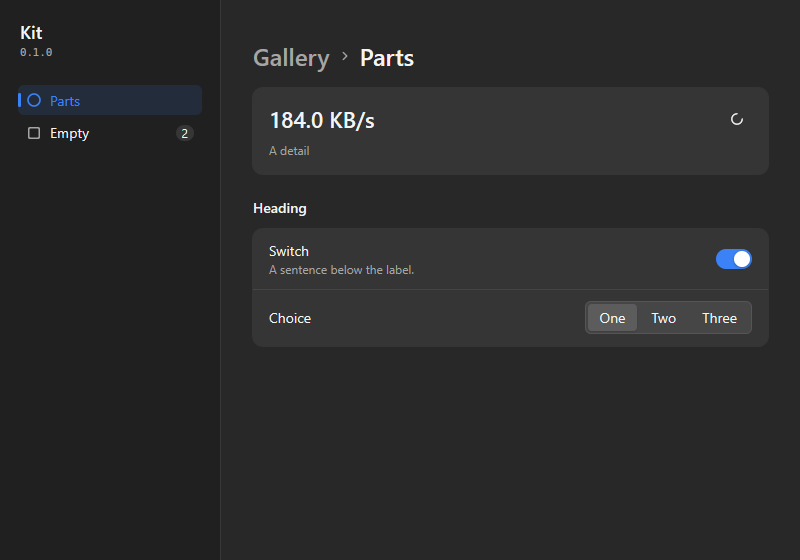 Kit
0.1.0
Parts
Empty 2
Gallery › Parts
184.0 KB/s
A detail
Heading
Switch
A sentence below the label.
Choice One Two Three